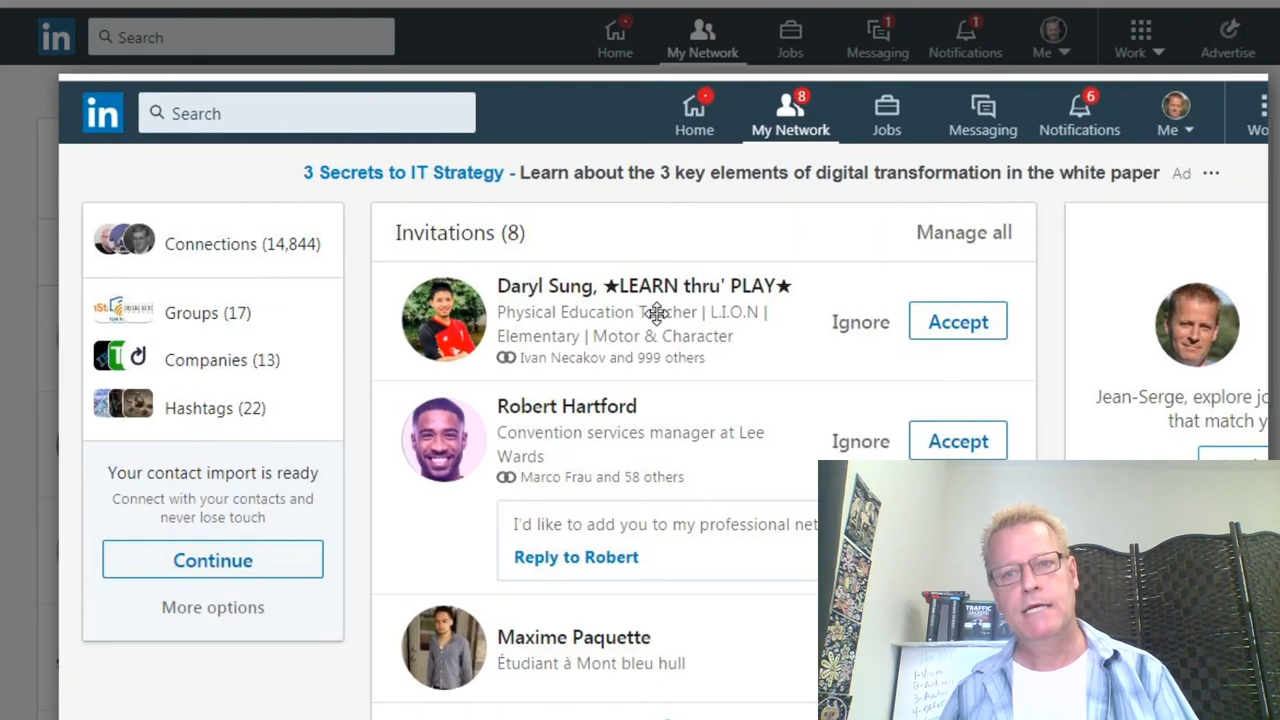 in
Search
Home
My Network
Jobs
1
Messaging
1
Notifications
Me
Work
Advertise
in
Search
Home
8
My Network
Jobs
Messaging
6
Notifications
Me
Wo
3 Secrets to IT Strategy - Learn about the 3 key elements of digital transformation in the white paper Ad ...
Connections (14,844)
Groups (17)
Companies (13)
Hashtags (22)
Your contact import is ready
Connect with your contacts and
never lose touch
Continue
More options
Invitations (8)
Manage all
Daryl Sung, ★LEARN thru' PLAY★
Physical Education Teacher | L.I.O.N |
Elementary | Motor & Character
Ivan Necakov and 999 others
Ignore
Accept
Robert Hartford
Convention services manager at Lee
Wards
Marco Frau and 58 others
Ignore
Accept
I'd like to add you to my professional net
Reply to Robert
Maxime Paquette
Étudiant à Mont bleu hull
Jean-Serge, explore jo
that match y
TRAFFIC
SECRETS